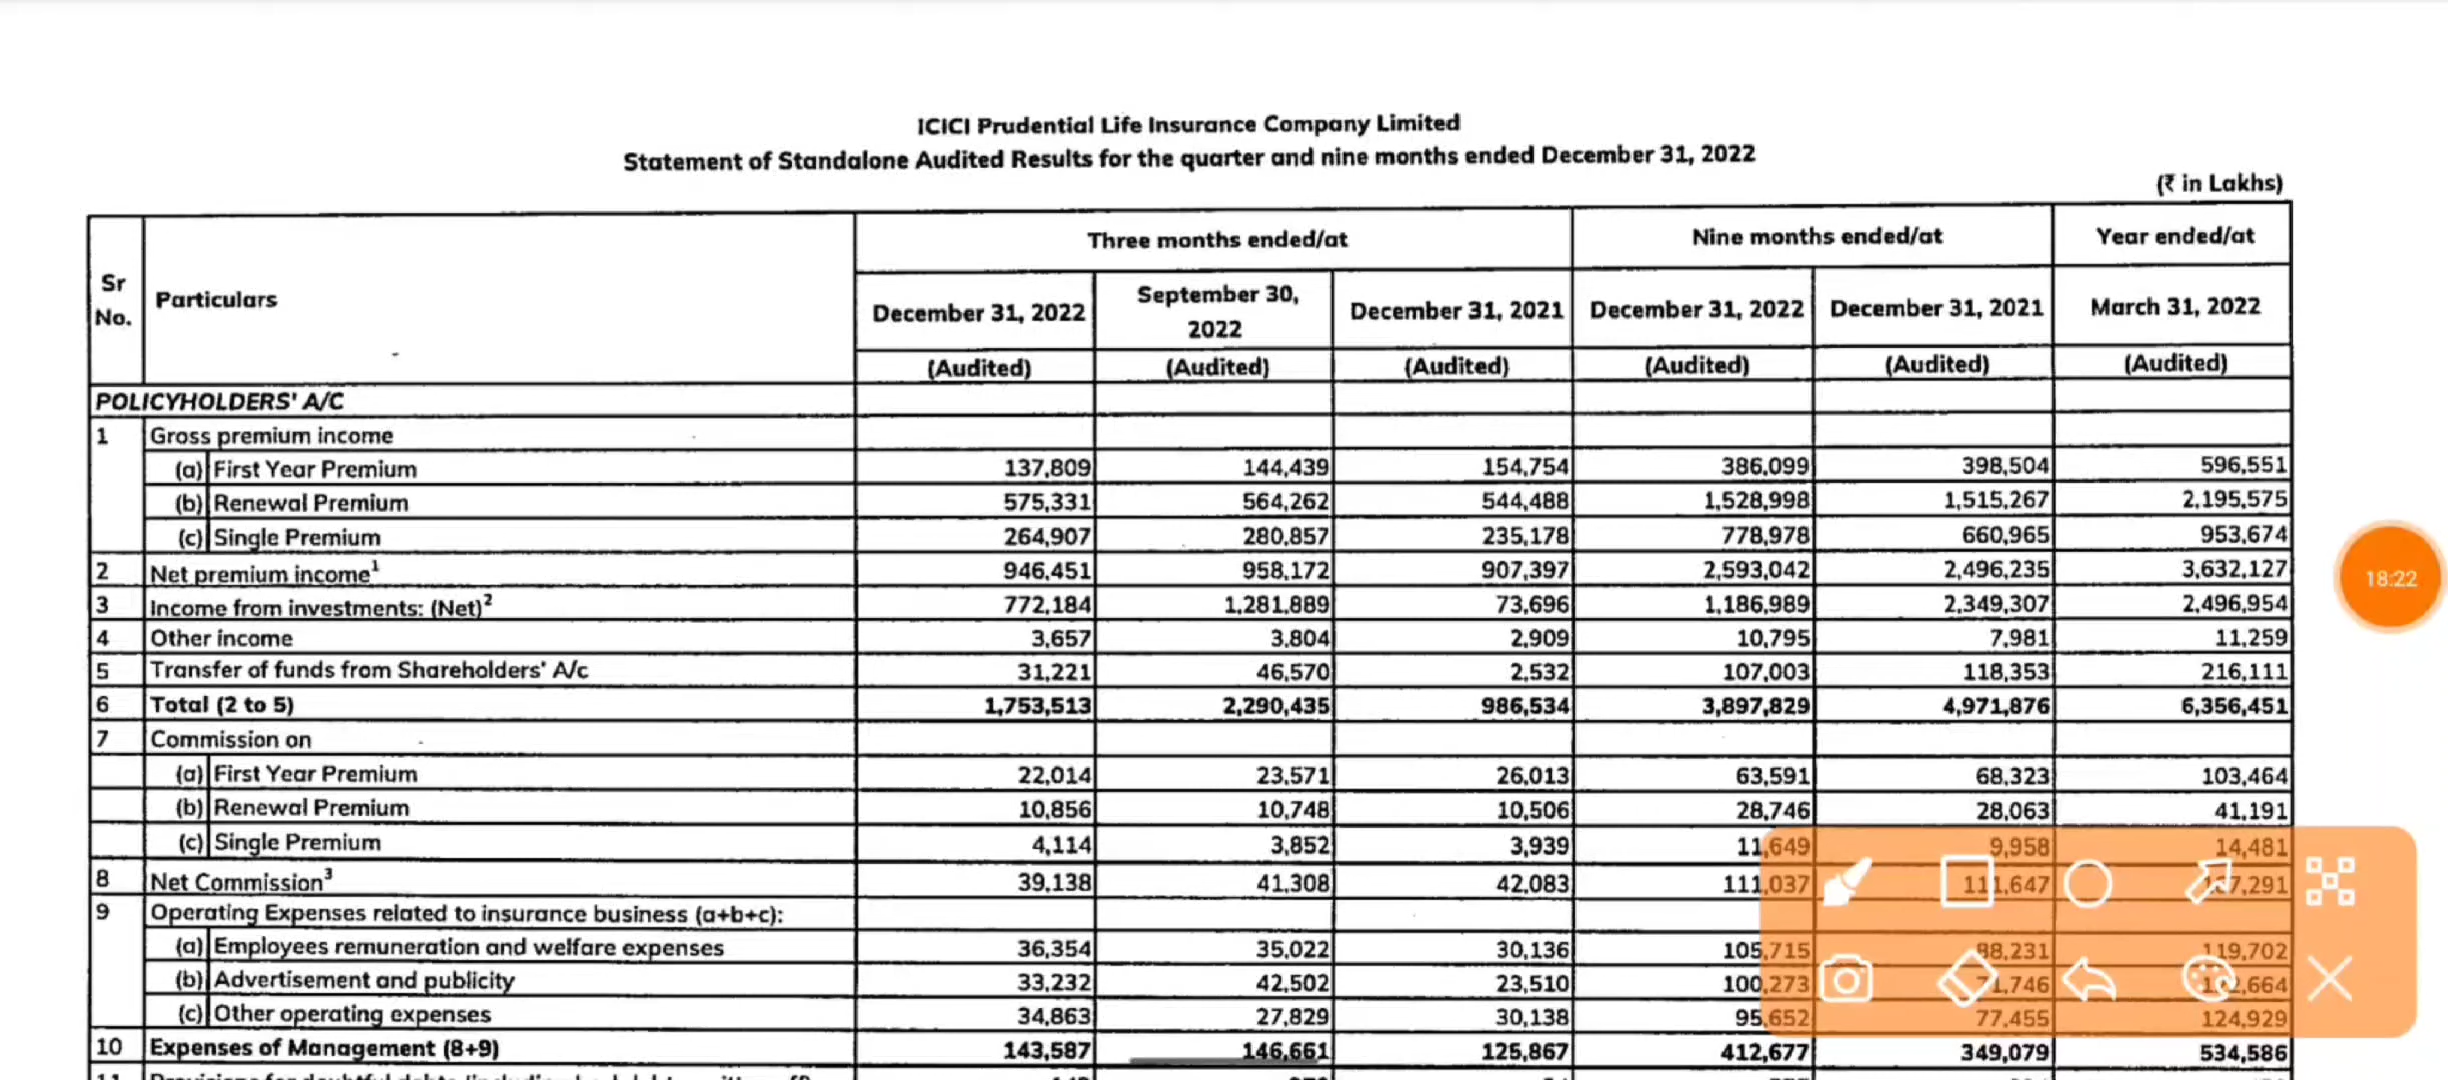 ICICI Prudential Life Insurance Company Limited
Statement of Standalone Audited Results for the quarter and nine months ended December 31, 2022
(₹ in Lakhs)
Sr No. Particulars Three months ended/at Nine months ended/at Year ended/at
December 31, 2022 September 30, 2022 December 31, 2021 December 31, 2022 December 31, 2021 March 31, 2022
(Audited) (Audited) (Audited) (Audited) (Audited) (Audited)
POLICYHOLDERS' A/C
1 Gross premium income
(a) First Year Premium 137,809 144,439 154,754 386,099 398,504 596,551
(b) Renewal Premium 575,331 564,262 544,488 1,528,998 1,515,267 2,195,575
(c) Single Premium 264,907 280,857 235,178 778,978 660,965 953,674
2 Net premium income¹ 946,451 958,172 907,397 2,593,042 2,496,235 3,632,127
3 Income from investments: (Net)² 772,184 1,281,889 73,696 1,186,989 2,349,307 2,496,954
18:22
4 Other income 3,657 3,804 2,909 10,795 7,981 11,259
5 Transfer of funds from Shareholders' A/c 31,221 46,570 2,532 107,003 118,353 216,111
6 Total (2 to 5) 1,753,513 2,290,435 986,534 3,897,829 4,971,876 6,356,451
7 Commission on
(a) First Year Premium 22,014 23,571 26,013 63,591 68,323 103,464
(b) Renewal Premium 10,856 10,748 10,506 28,746 28,063 41,191
(c) Single Premium 4,114 3,852 3,939 11,649 9,958 14,481
8 Net Commission³ 39,138 41,308 42,083 111,037 111,647
9 Operating Expenses related to insurance business (a+b+c):
(a) Employees remuneration and welfare expenses 36,354 35,022 30,136 105,715 88,231 119,702
(b) Advertisement and publicity 33,232 42,502 23,510 100,273
(c) Other operating expenses 34,863 27,829 30,138 95,652 77,455 124,929
10 Expenses of Management (8+9) 143,587 146,661 125,867 412,677 349,079 534,586